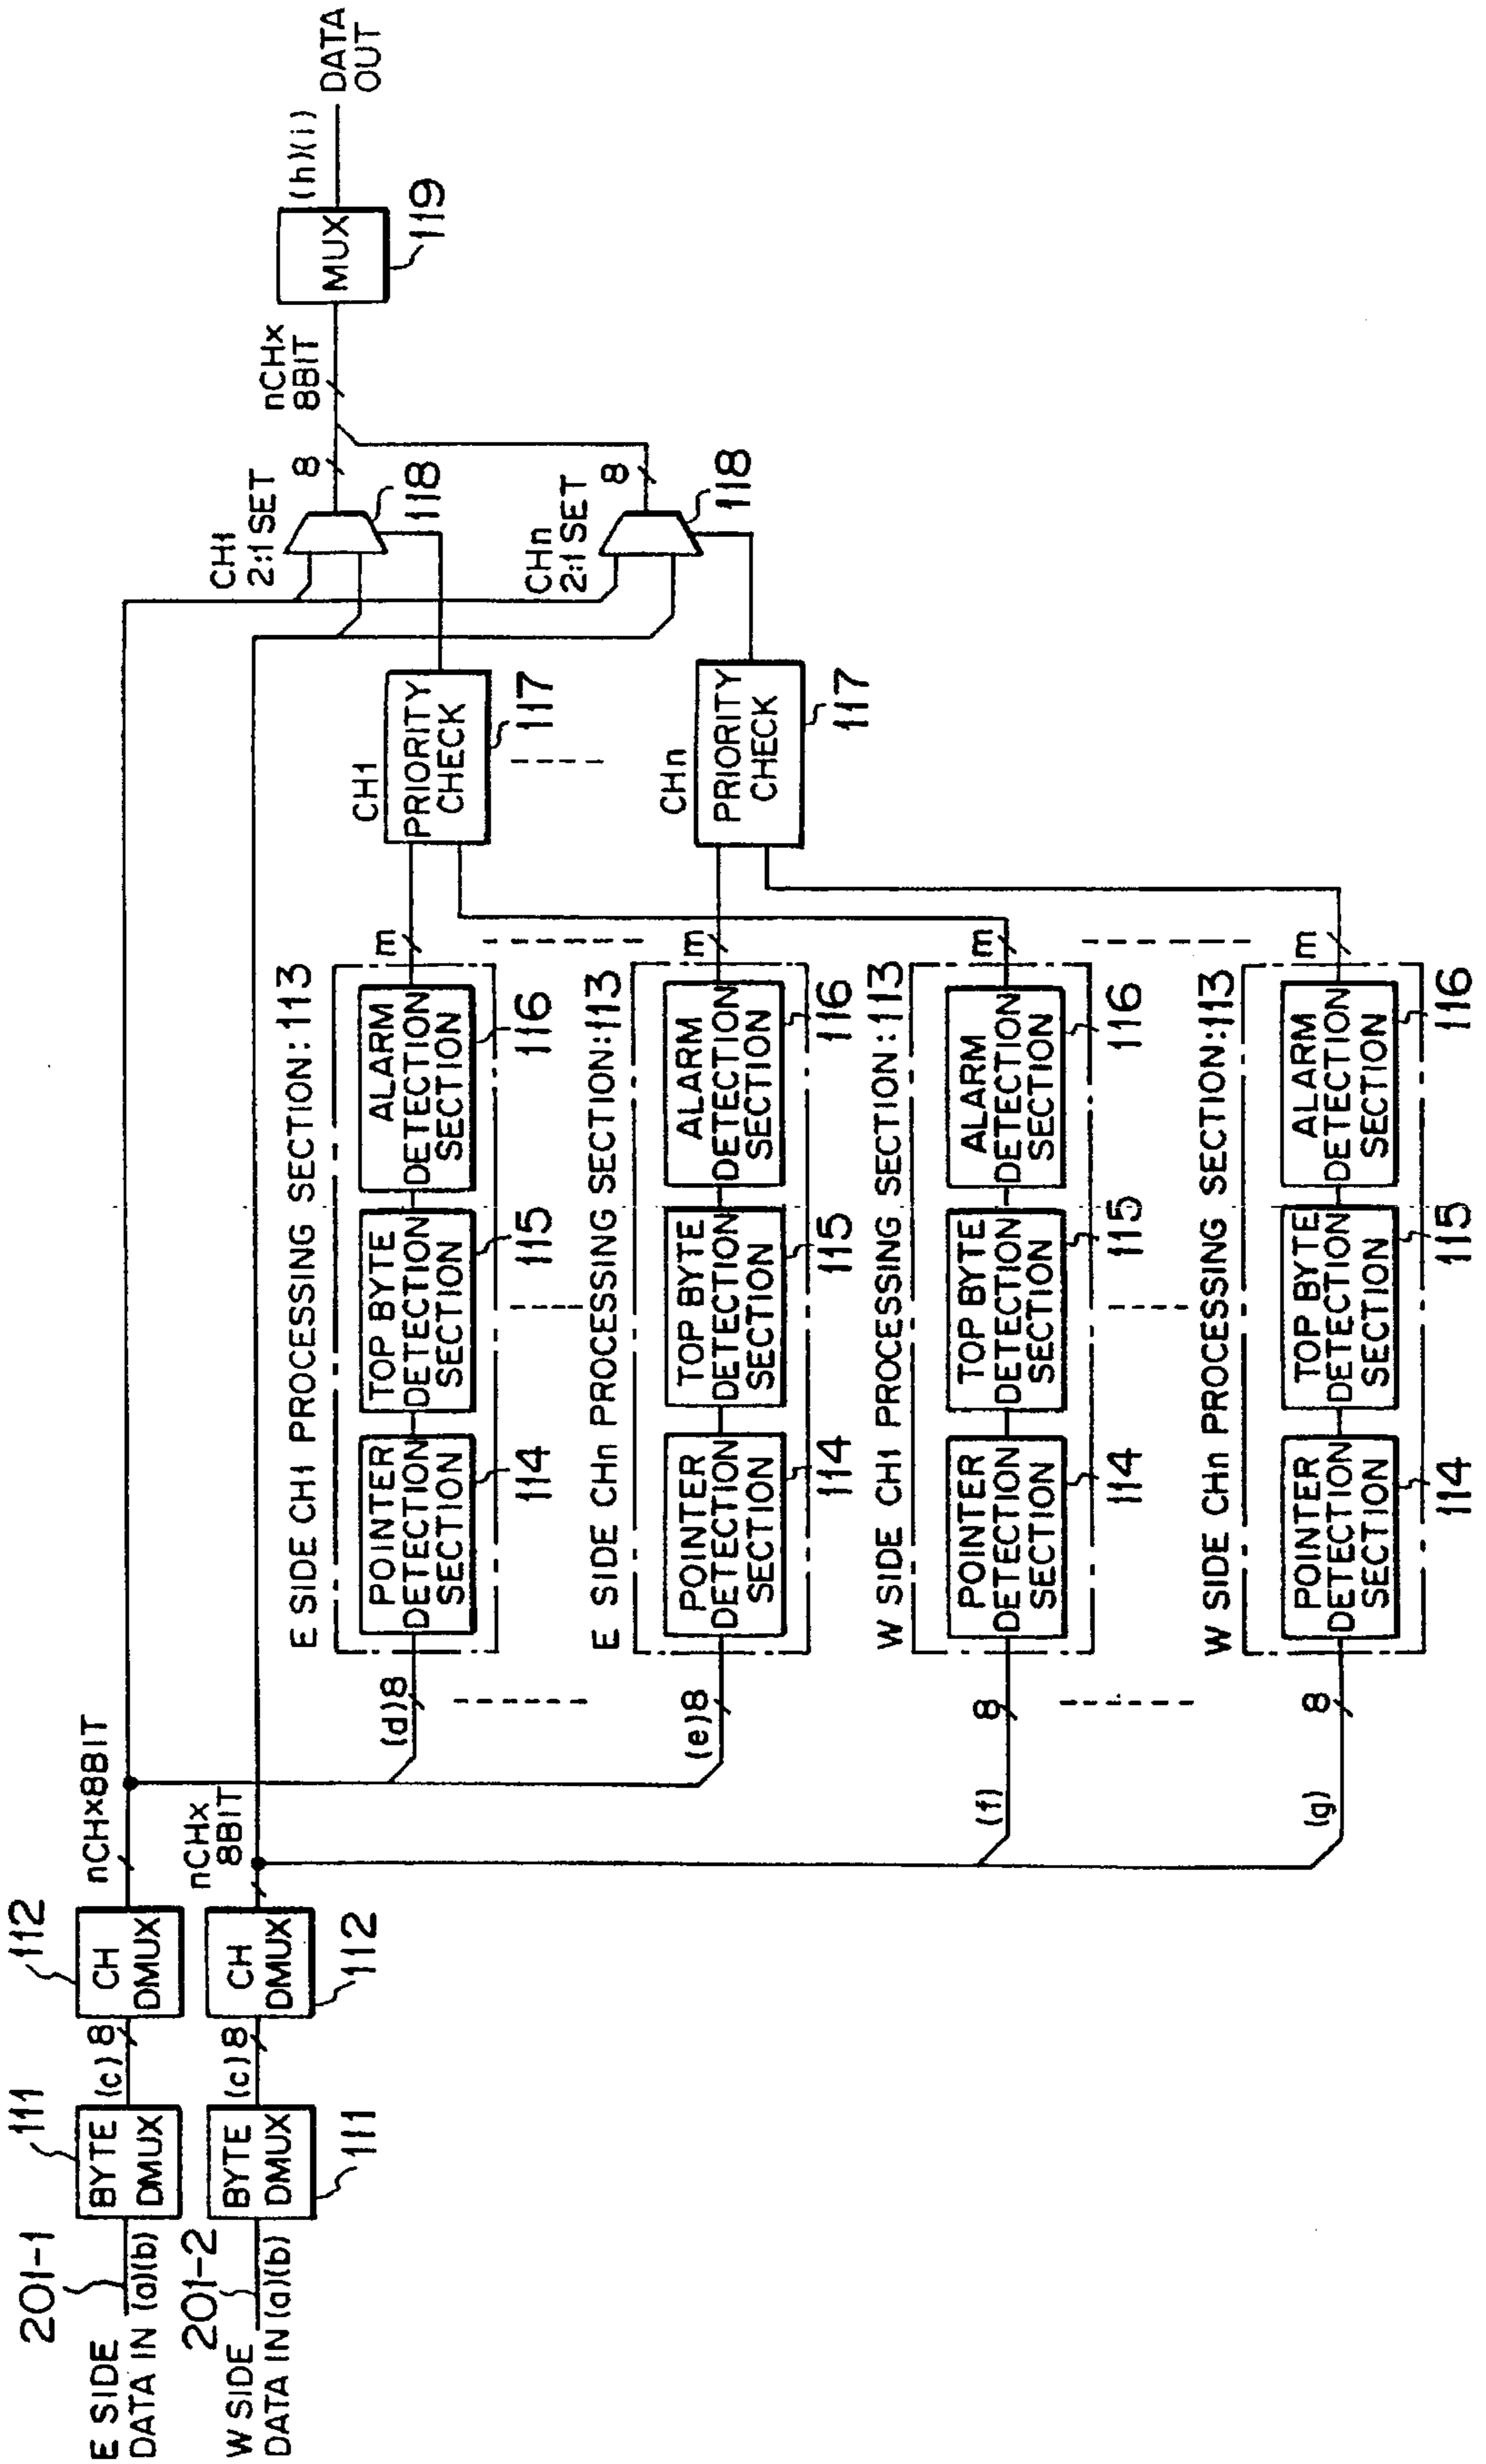 E SIDE
DATA IN (a)(b)
201-1
BYTE
DMUX
111
(c) 8
CH
DMUX
112
nCHx8BIT
W SIDE
DATA IN (a)(b)
201-2
BYTE
DMUX
111
(c) 8
CH
DMUX
112
nCHx
8BIT
E SIDE CH1 PROCESSING SECTION:113
(d) 8
POINTER
DETECTION
SECTION
114
TOP BYTE
DETECTION
SECTION
115
ALARM
DETECTION
SECTION
116
m
E SIDE CHn PROCESSING SECTION:113
(e) 8
POINTER
DETECTION
SECTION
114
TOP BYTE
DETECTION
SECTION
115
ALARM
DETECTION
SECTION
116
m
W SIDE CH1 PROCESSING SECTION:113
(f)
8
POINTER
DETECTION
SECTION
114
TOP BYTE
DETECTION
SECTION
115
ALARM
DETECTION
SECTION
116
m
W SIDE CHn PROCESSING SECTION:113
(g)
8
POINTER
DETECTION
SECTION
114
TOP BYTE
DETECTION
SECTION
115
ALARM
DETECTION
SECTION
116
m
CH1
PRIORITY
CHECK
117
CHn
PRIORITY
CHECK
117
CH1
2:1 SET
118
8
CHn
2:1 SET
118
8
nCHx
8BIT
MUX
119
(h)(i)
DATA
OUT